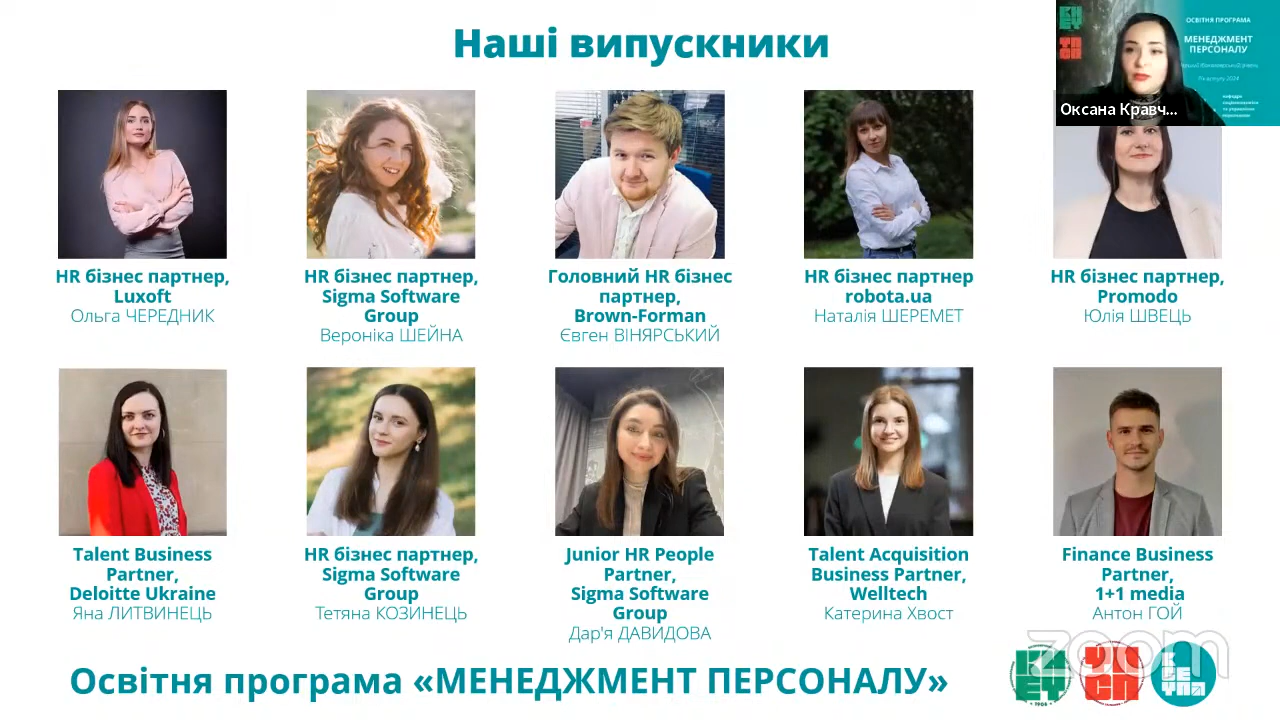 Наші випускники
ОСВІТНЯ ПРОГРАМА
МЕНЕДЖМЕНТ
ПЕРСОНАЛУ
Оксана Кравч...
HR бізнес партнер,
Luxoft
Ольга ЧЕРЕДНИК
HR бізнес партнер,
Sigma Software
Group
Вероніка ШЕЙНА
Головний HR бізнес
партнер,
Brown-Forman
Євген ВІНЯРСЬКИЙ
HR бізнес партнер
robota.ua
Наталія ШЕРЕМЕТ
HR бізнес партнер,
Promodo
Юлія ШВЕЦЬ
Talent Business
Partner,
Deloitte Ukraine
Яна ЛИТВИНЕЦЬ
HR бізнес партнер,
Sigma Software
Group
Тетяна КОЗИНЕЦЬ
Junior HR People
Partner,
Sigma Software
Group
Дар'я ДАВИДОВА
Talent Acquisition
Business Partner,
Welltech
Катерина Хвост
Finance Business
Partner,
1+1 media
Антон ГОЙ
Освітня програма «МЕНЕДЖМЕНТ ПЕРСОНАЛУ»
zoom